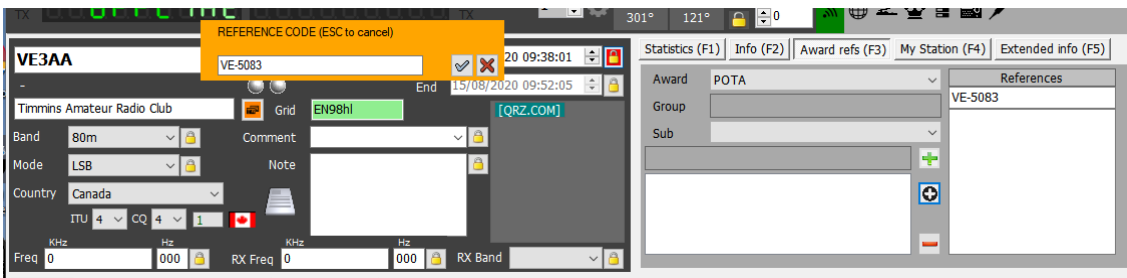 TX
TX
301° 121° 0
REFERENCE CODE (ESC to cancel)
VE-5083
VE3AA
20 09:38:01
-
End 15/08/2020 09:52:05
Timmins Amateur Radio Club
Grid EN98hl
[QRZ.COM]
Band 80m
Comment
Mode LSB
Note
Country Canada
ITU 4 CQ 4 1
KHz Hz KHz Hz
Freq 0 000 RX Freq 0 000 RX Band
Statistics (F1) Info (F2) Award refs (F3) My Station (F4) Extended info (F5)
Award POTA
Group
Sub
References
VE-5083